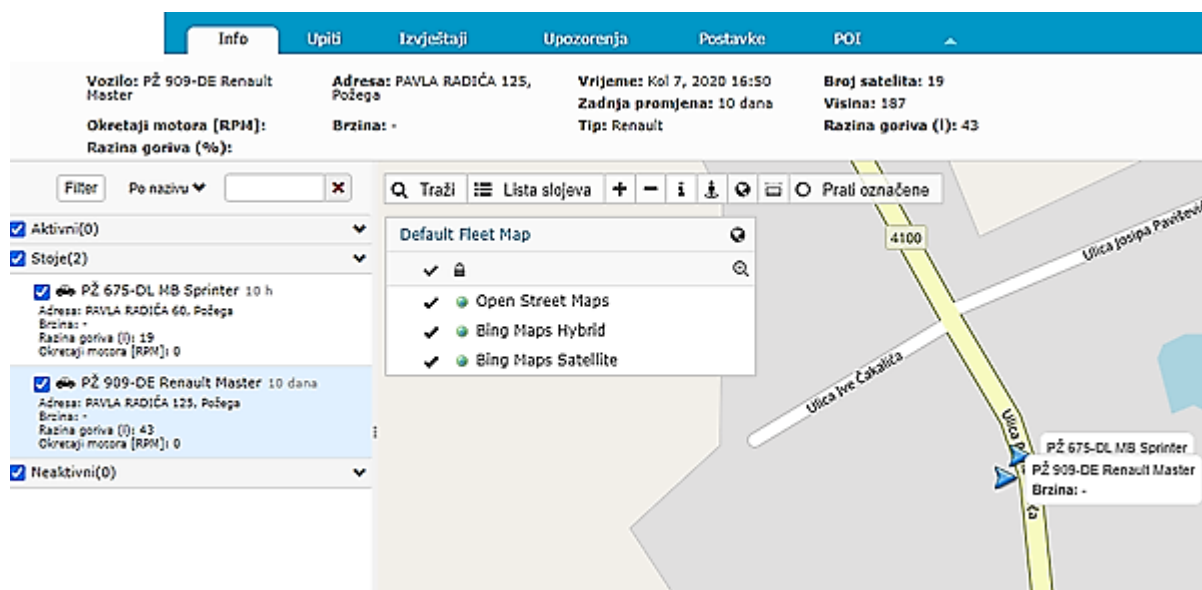 Info Upiti Izvještaji Upozorenja Postavke POI
Vozilo: PŽ 909-DE Renault Master
Adresa: PAVLA RADIĆA 125, Požega
Vrijeme: Kol 7, 2020 16:50
Broj satelita: 19
Zadnja promjena: 10 dana
Visina: 187
Okretaji motora [RPM]:
Brzina: -
Tip: Renault
Razina goriva (l): 43
Razina goriva (%):
Filter Po nazivu
Traži Lista slojeva i Prati označene
Aktivni(0)
Stoje(2)
PŽ 675-DL MB Sprinter 10 h
Adresa: PAVLA RADIĆA 60, Požega
Brzina: -
Razina goriva (l): 19
Okretaji motora [RPM]: 0
PŽ 909-DE Renault Master 10 dana
Adresa: PAVLA RADIĆA 125, Požega
Brzina: -
Razina goriva (l): 43
Okretaji motora [RPM]: 0
Neaktivni(0)
Default Fleet Map
Open Street Maps
Bing Maps Hybrid
Bing Maps Satellite
4100
Ulica Josipa
Ulica Ive Čakalića
Ulica
PŽ 675-DL MB Sprinter
PŽ 909-DE Renault Master
Brzina: -